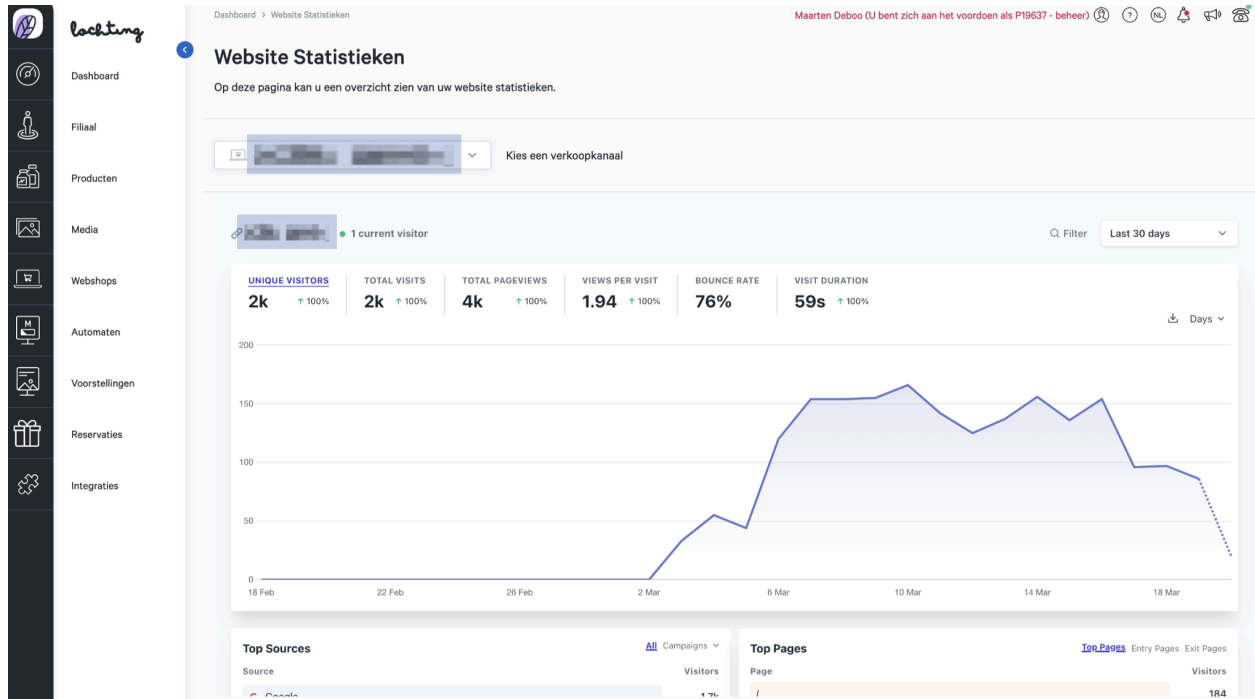 Dashboard > Website Statistieken
Maarten Deboo (U bent zich aan het voordoen als P19637 - beheer)
?
NL
lochting
Dashboard
Filiaal
Producten
Media
Webshops
M
Automaten
Voorstellingen
Reservaties
Integraties
Website Statistieken
Op deze pagina kan u een overzicht zien van uw website statistieken.
Kies een verkoopkanaal
1 current visitor
Filter
Last 30 days
UNIQUE VISITORS
2k ↑ 100%
TOTAL VISITS
2k ↑ 100%
TOTAL PAGEVIEWS
4k ↑ 100%
VIEWS PER VISIT
1.94 ↑ 100%
BOUNCE RATE
76%
VISIT DURATION
59s ↑ 100%
Days
200
150
100
50
0
18 Feb 22 Feb 26 Feb 2 Mar 6 Mar 10 Mar 14 Mar 18 Mar
Top Sources
All Campaigns
Source Visitors
Google 1.7k
Top Pages
Top Pages Entry Pages Exit Pages
Page Visitors
/ 184